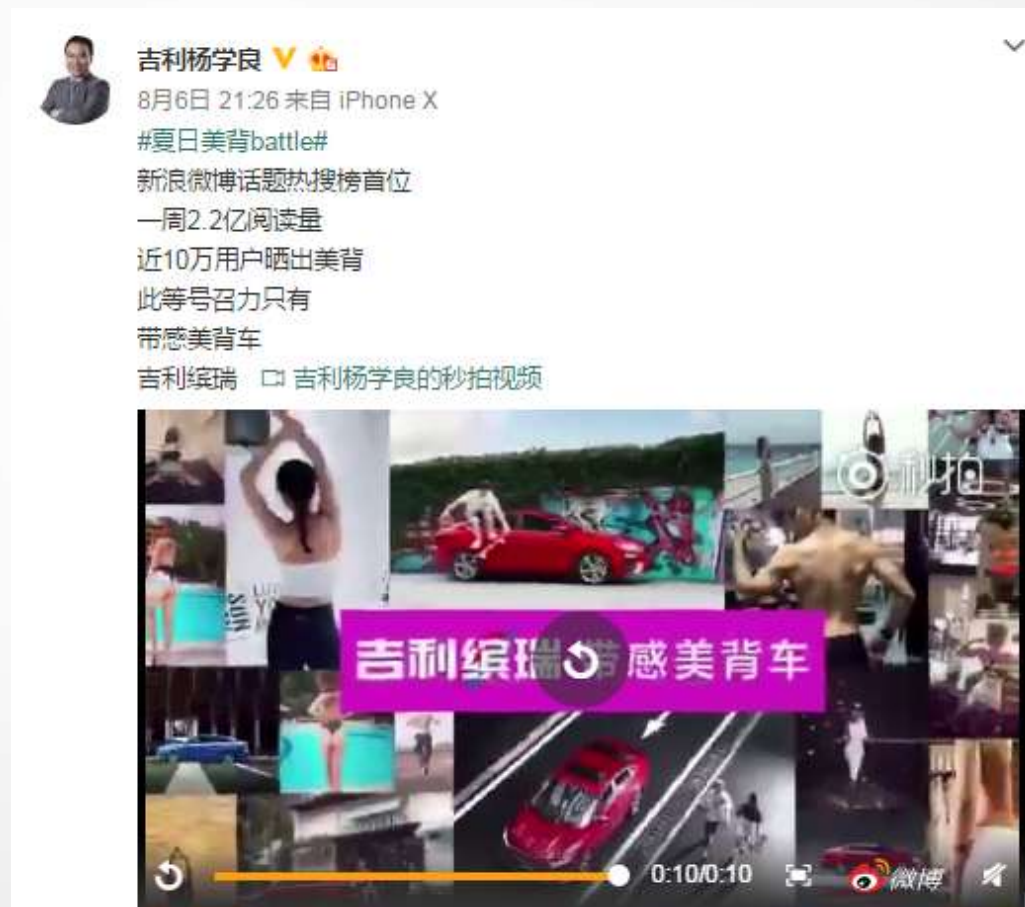 吉利杨学良
8月6日 21:26 来自 iPhone X
#夏日美背battle#
新浪微博话题热搜榜首位
一周2.2亿阅读量
近10万用户晒出美背
此等号召力只有
带感美背车
吉利缤瑞 吉利杨学良的秒拍视频
秒拍
SUN
吉利缤瑞 带感美背车
0:10/0:10
微博